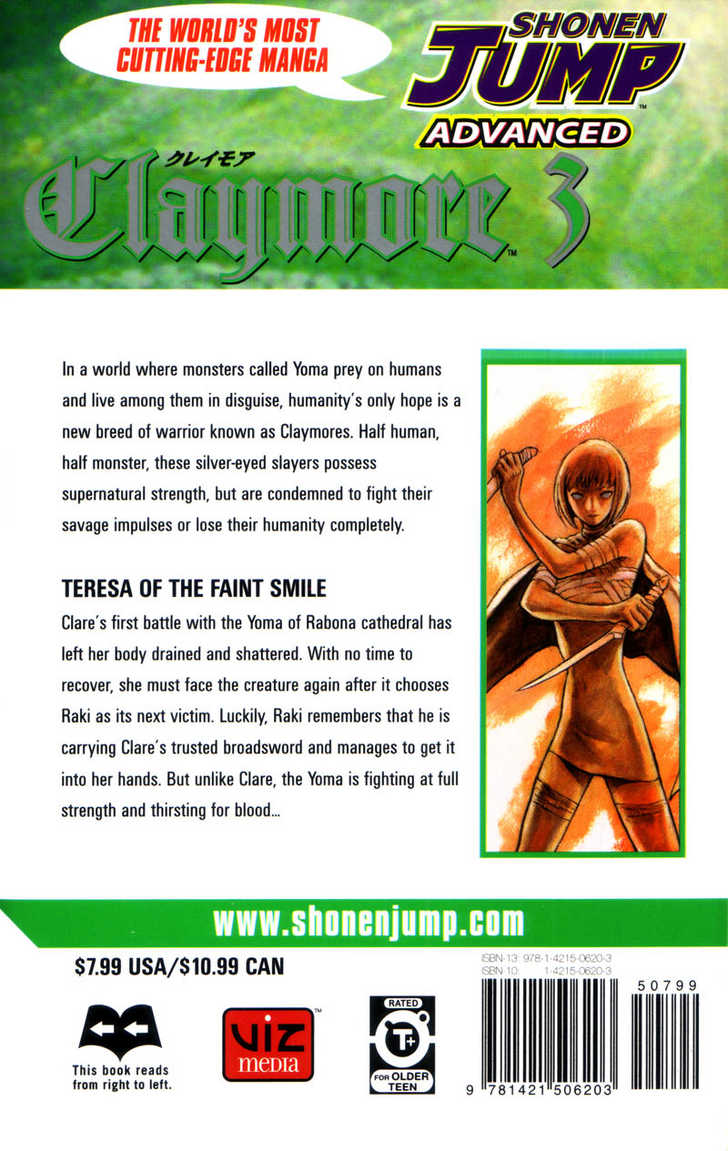 THE WORLD'S MOST
CUTTING-EDGE MANGA
SHONEN
JUMP
™
ADVANCED
クレイモア
Claymore 3
™
In a world where monsters called Yoma prey on humans
and live among them in disguise, humanity's only hope is a
new breed of warrior known as Claymores. Half human,
half monster, these silver-eyed slayers possess
supernatural strength, but are condemned to fight their
savage impulses or lose their humanity completely.
TERESA OF THE FAINT SMILE
Clare's first battle with the Yoma of Rabona cathedral has
left her body drained and shattered. With no time to
recover, she must face the creature again after it chooses
Raki as its next victim. Luckily, Raki remembers that he is
carrying Clare's trusted broadsword and manages to get it
into her hands. But unlike Clare, the Yoma is fighting at full
strength and thirsting for blood...
www.shonenjump.com
$7.99 USA/$10.99 CAN
This book reads
from right to left.
viz
media
™
RATED
T+
FOR OLDER
TEEN
ISBN-13: 978-1-4215-0620-3
ISBN-10: 1-4215-0620-3
50799
9 781421 506203